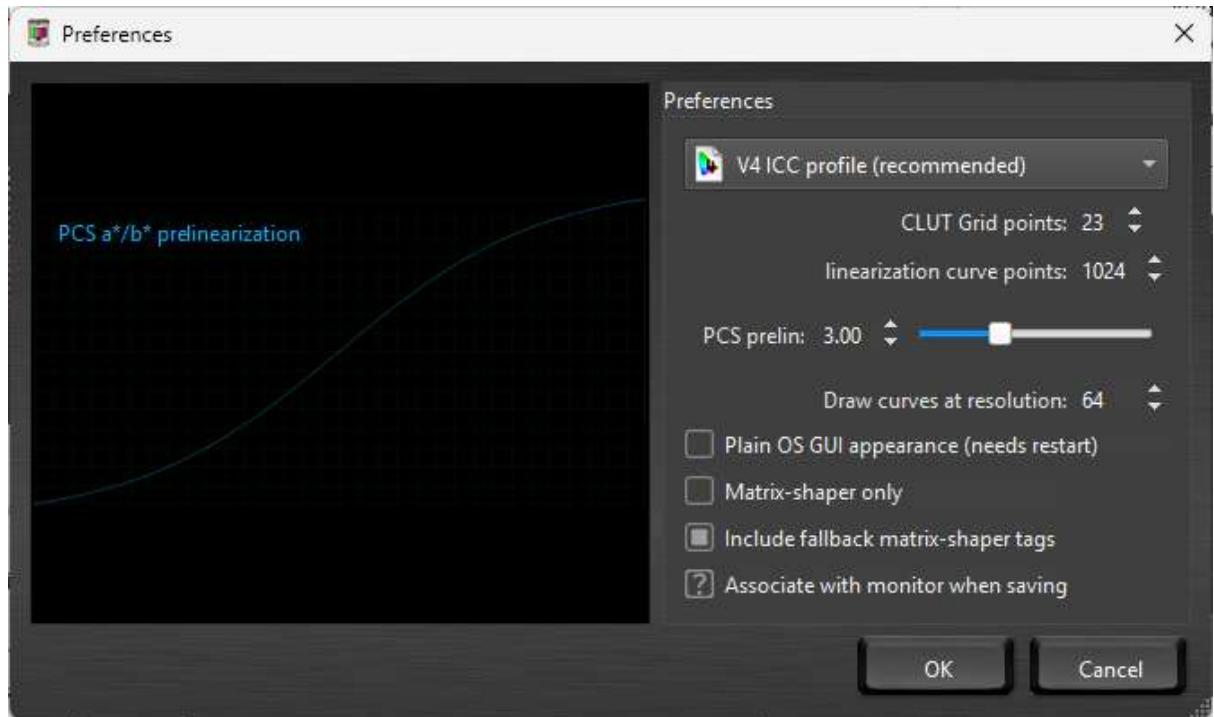 Preferences
Preferences
V4 ICC profile (recommended)
PCS a*/b* prelinearization
CLUT Grid points: 23
linearization curve points: 1024
PCS prelin: 3.00
Draw curves at resolution: 64
Plain OS GUI appearance (needs restart)
Matrix-shaper only
Include fallback matrix-shaper tags
? Associate with monitor when saving
OK Cancel